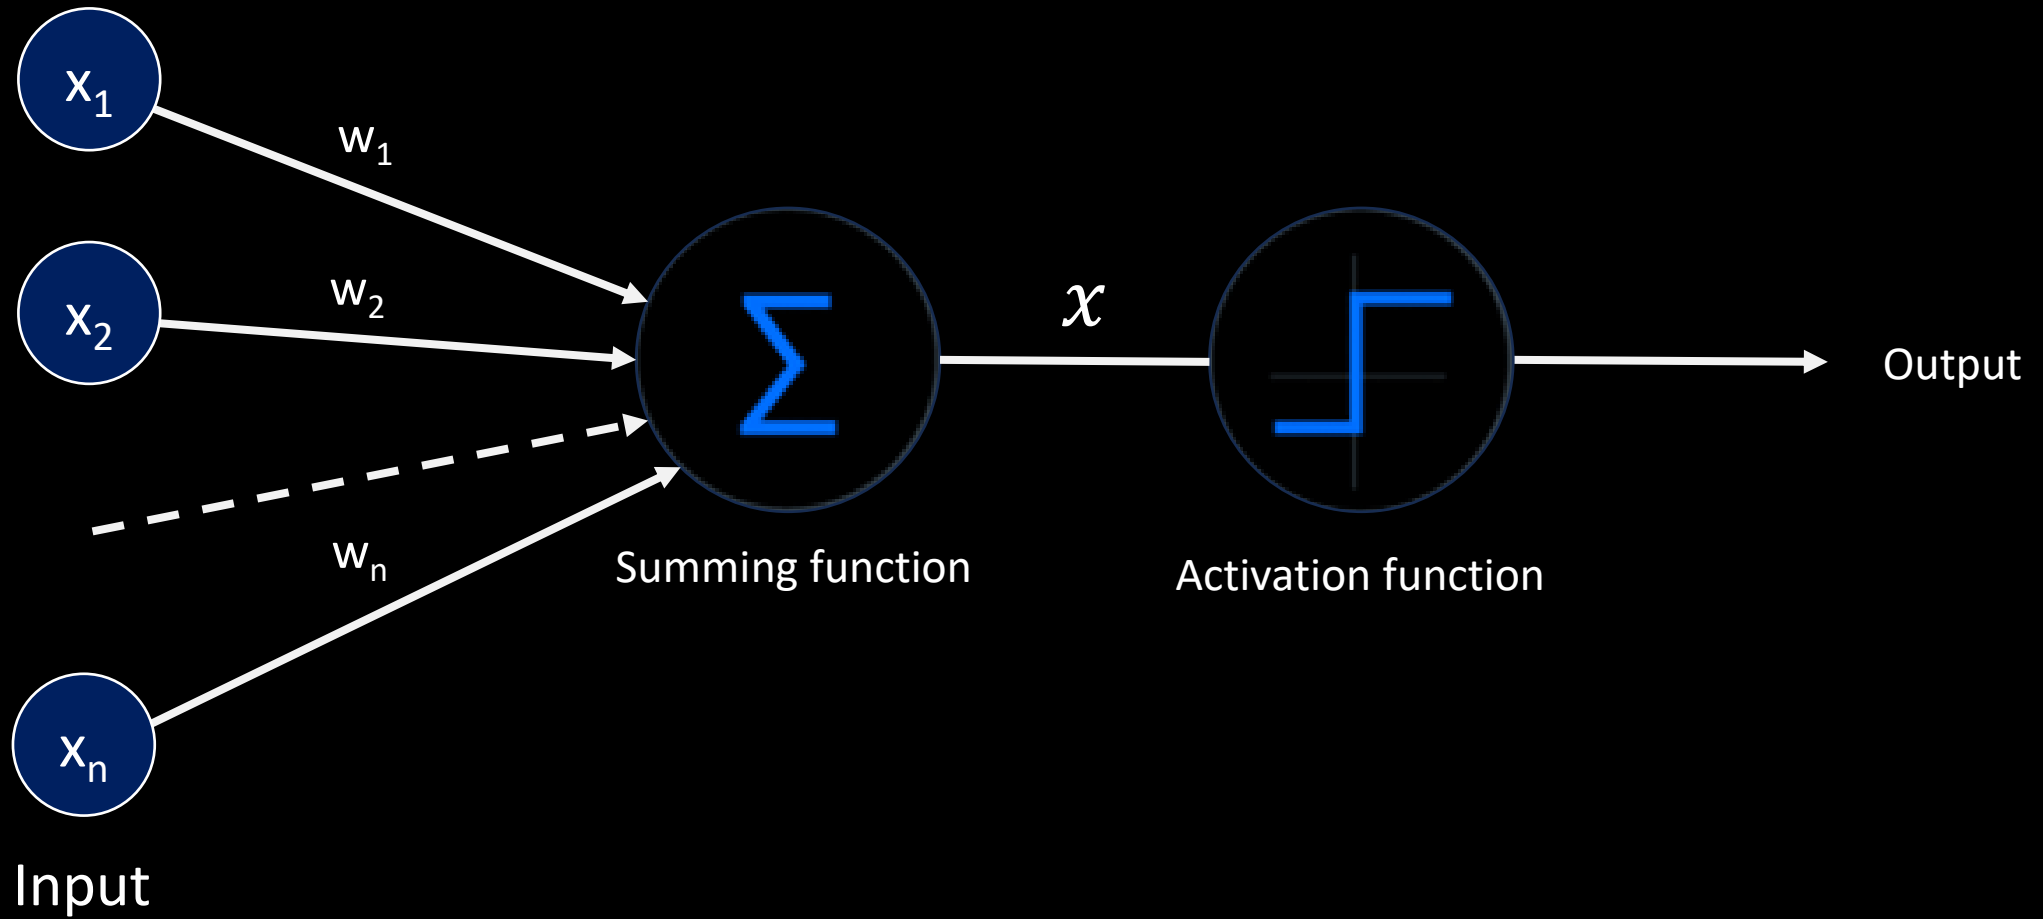 x₁
w₁
x₂
w₂
Σ
x
Output
wₙ
Summing function
Activation function
xₙ
Input